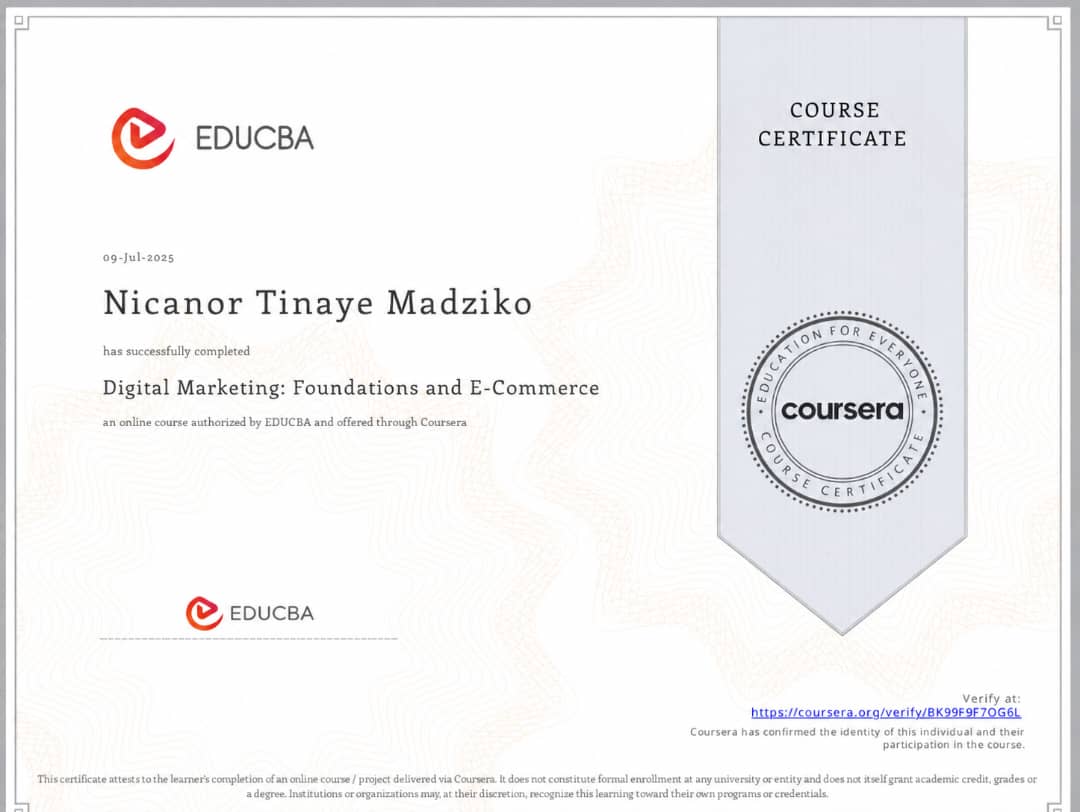 EDUCBA
COURSE
CERTIFICATE
09-Jul-2025
Nicanor Tinaye Madziko
has successfully completed
Digital Marketing: Foundations and E-Commerce
an online course authorized by EDUCBA and offered through Coursera
EDUCATION FOR EVERYONE
coursera
COURSE CERTIFICATE
EDUCBA
Verify at:
https://coursera.org/verify/BK99F9F7OG6L
Coursera has confirmed the identity of this individual and their
participation in the course.
This certificate attests to the learner's completion of an online course / project delivered via Coursera. It does not constitute formal enrollment at any university or entity and does not itself grant academic credit, grades or
a degree. Institutions or organizations may, at their discretion, recognize this learning toward their own programs or credentials.